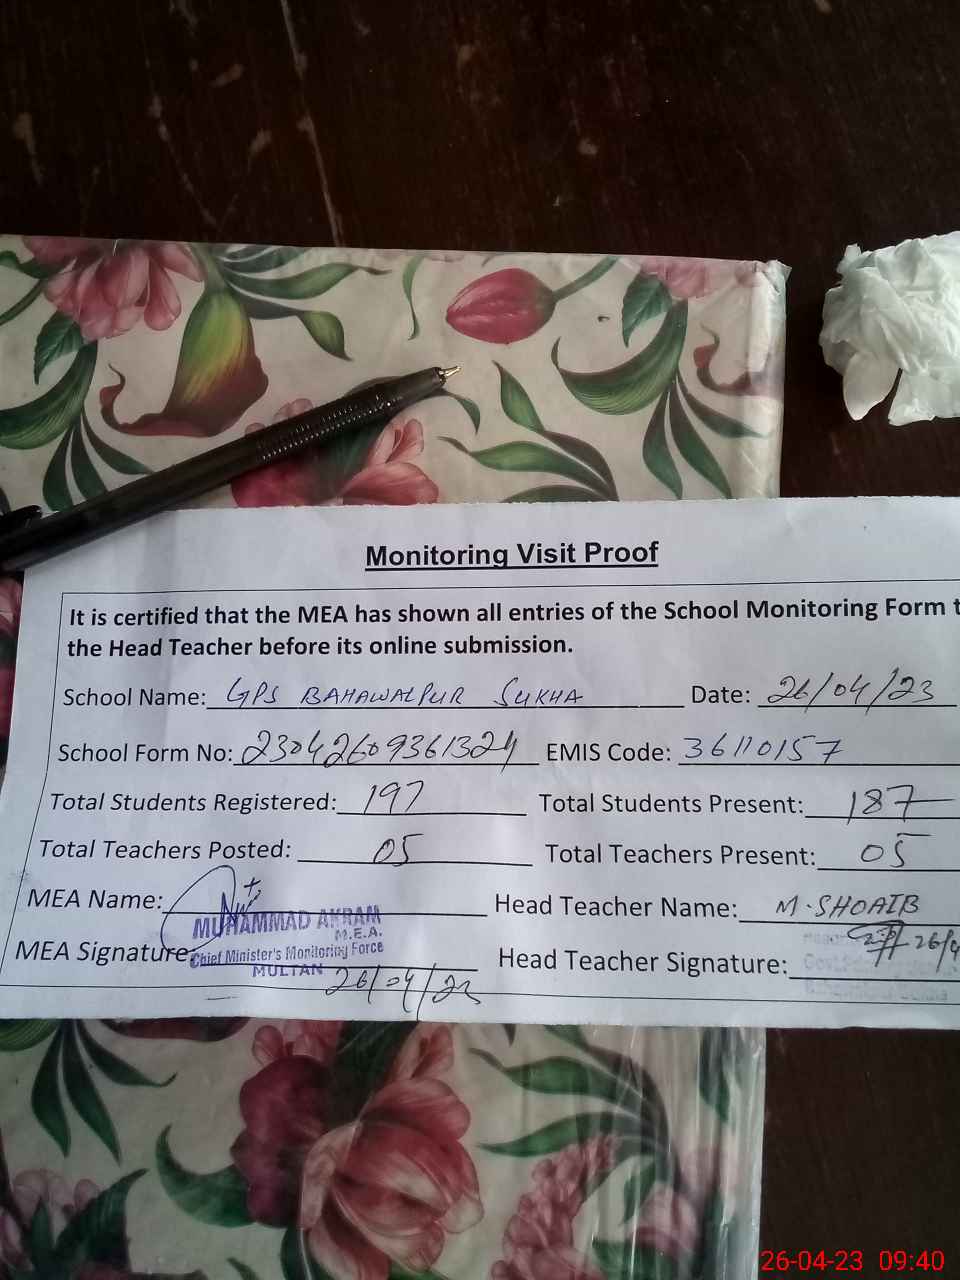 Monitoring Visit Proof
It is certified that the MEA has shown all entries of the School Monitoring Form t
the Head Teacher before its online submission.
School Name: GPS BAHAWALPUR SUKHA Date: 26/04/23
School Form No: 23042609361324 EMIS Code: 36110157
Total Students Registered: 197 Total Students Present: 187
Total Teachers Posted: 05 Total Teachers Present: 05
MEA Name: Head Teacher Name: M.SHOAIB
MUHAMMAD AKRAM
M.E.A.
MEA Signature: Chief Minister's Monitoring Force Head Teacher Signature: 26/4
MULTAN
26/04/23
26-04-23 09:40